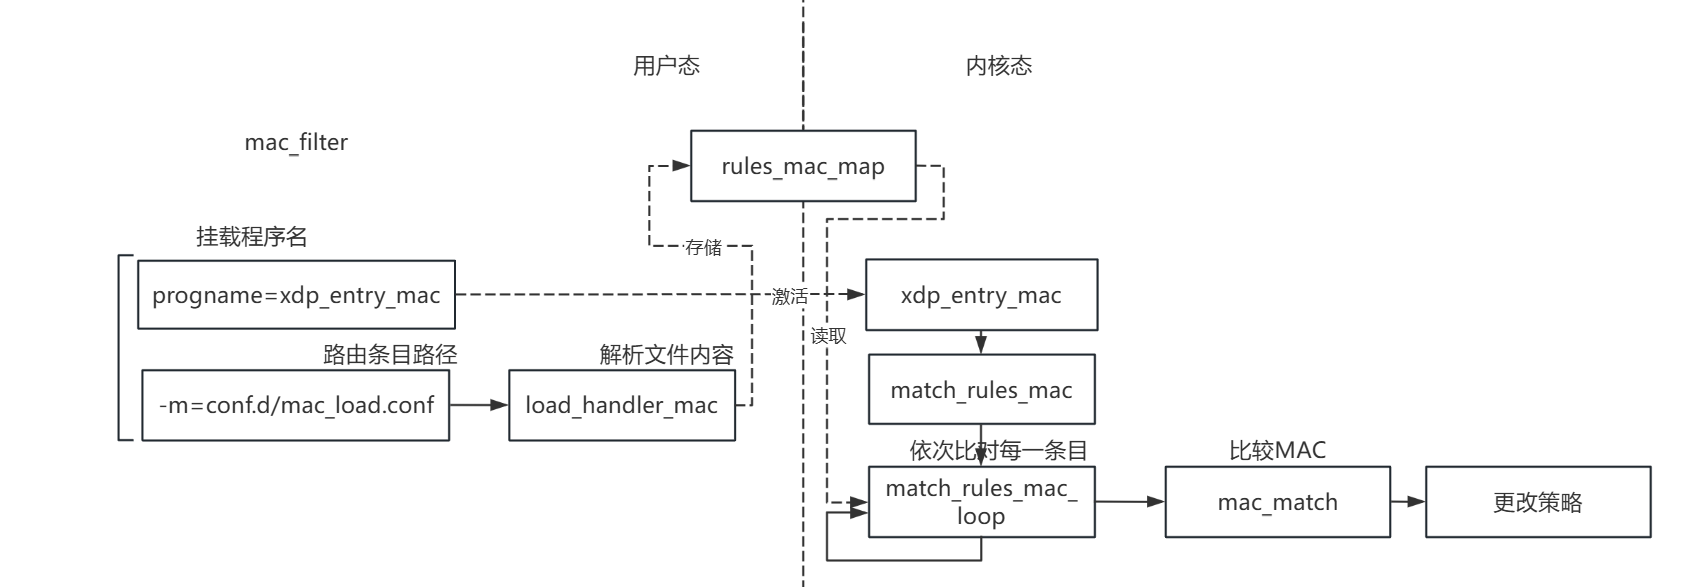 用户态
内核态
mac_filter
rules_mac_map
挂载程序名
存储
progname=xdp_entry_mac
激活
xdp_entry_mac
读取
路由条目路径
解析文件内容
-m=conf.d/mac_load.conf
load_handler_mac
match_rules_mac
依次比对每一条目
比较MAC
match_rules_mac_
loop
mac_match
更改策略